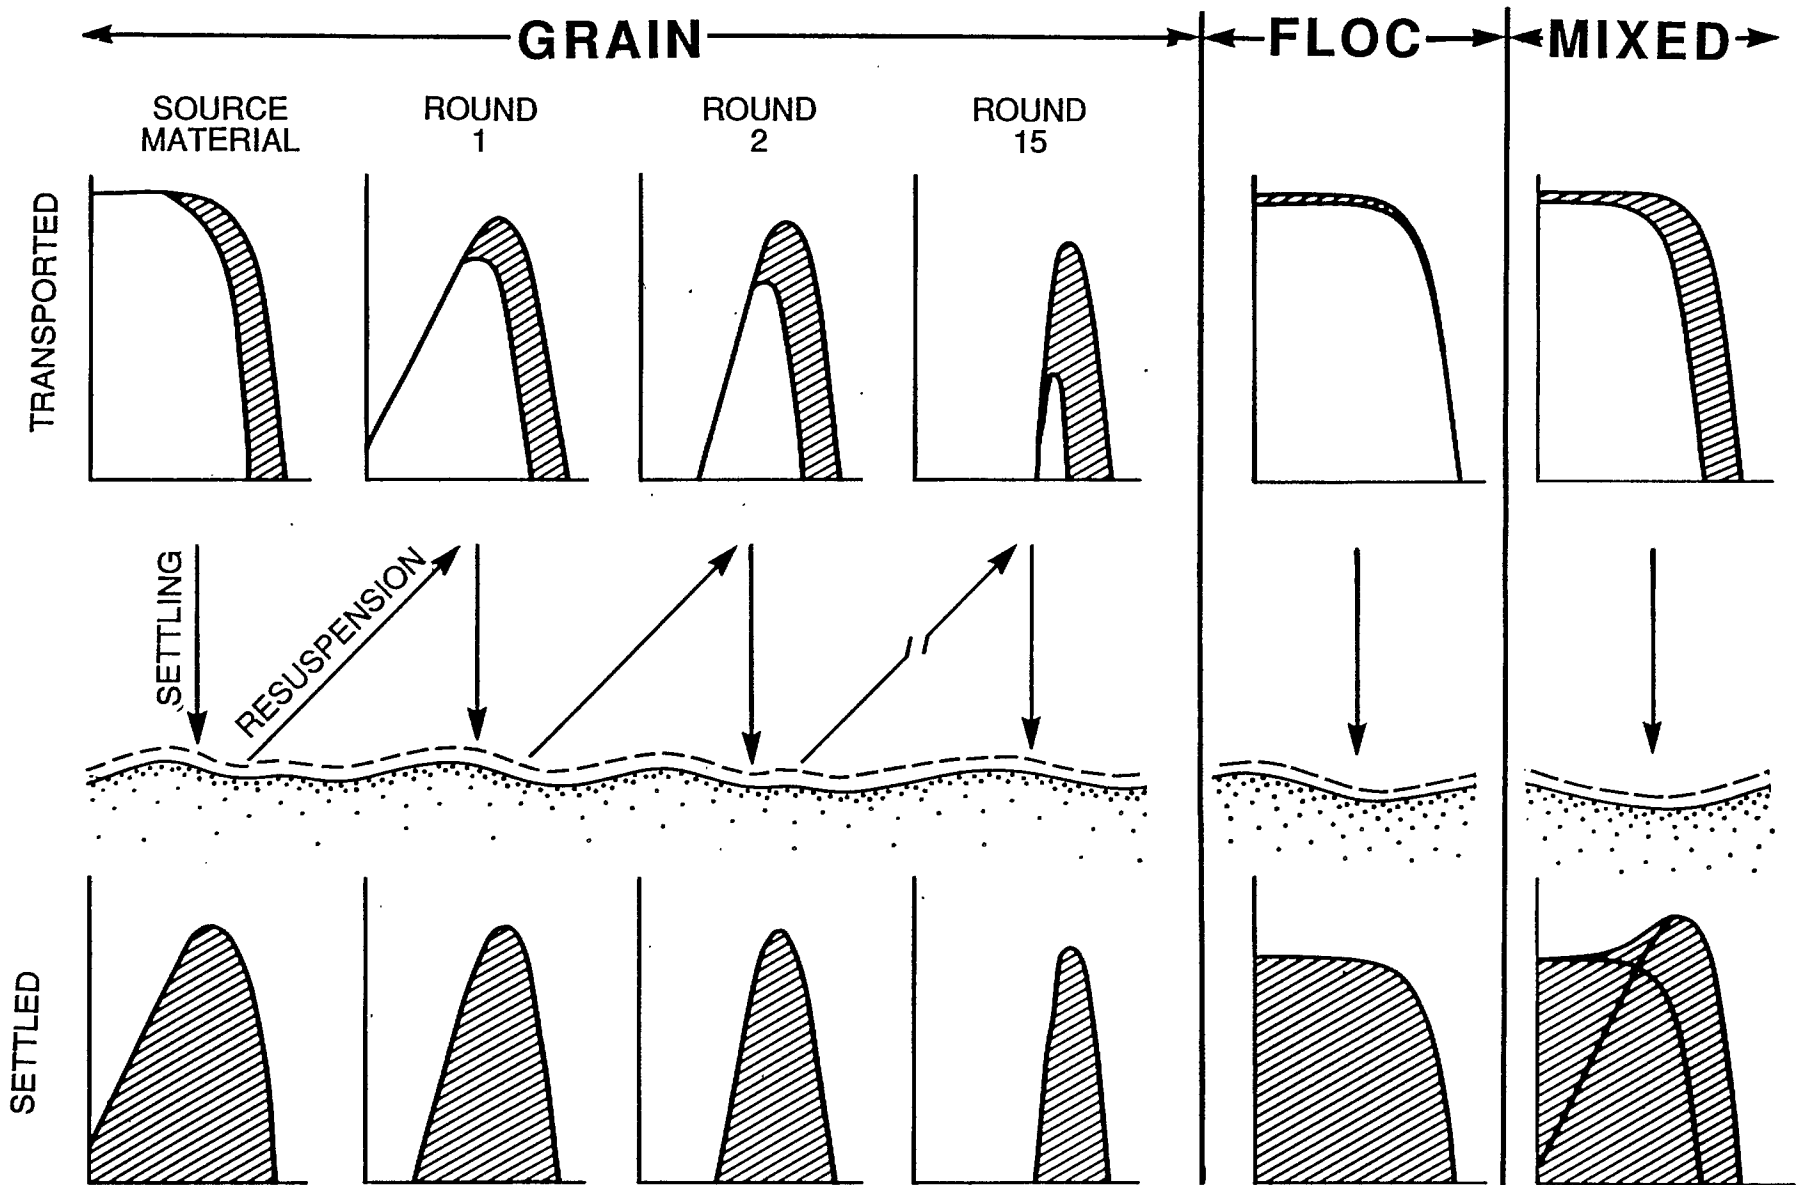 GRAIN
FLOC
MIXED
SOURCE
MATERIAL
ROUND
1
ROUND
2
ROUND
15
TRANSPORTED
SETTLING
RESUSPENSION
SETTLED